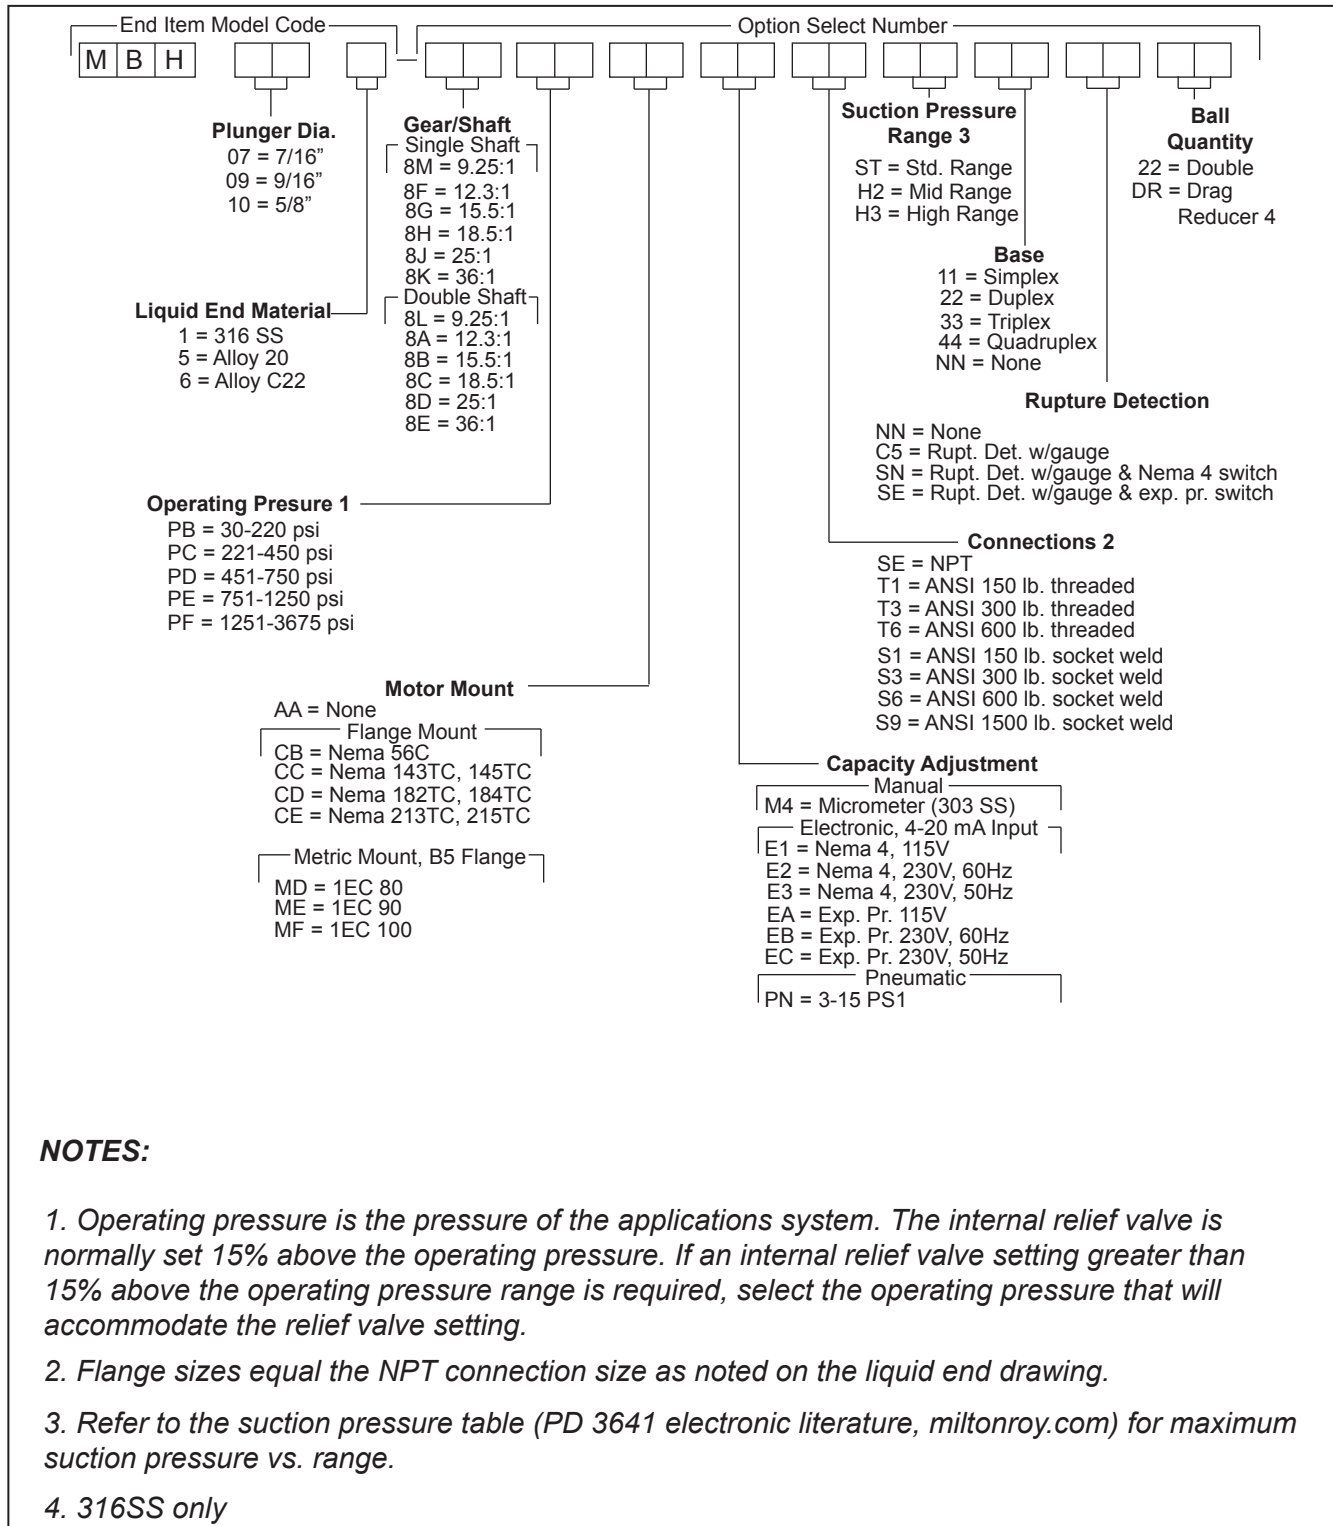 End Item Model Code
Option Select Number
M B H
Plunger Dia.
07 = 7/16”
09 = 9/16”
10 = 5/8”
Liquid End Material
1 = 316 SS
5 = Alloy 20
6 = Alloy C22
Gear/Shaft
Single Shaft
8M = 9.25:1
8F = 12.3:1
8G = 15.5:1
8H = 18.5:1
8J = 25:1
8K = 36:1
Double Shaft
8L = 9.25:1
8A = 12.3:1
8B = 15.5:1
8C = 18.5:1
8D = 25:1
8E = 36:1
Operating Presure 1
PB = 30-220 psi
PC = 221-450 psi
PD = 451-750 psi
PE = 751-1250 psi
PF = 1251-3675 psi
Motor Mount
AA = None
Flange Mount
CB = Nema 56C
CC = Nema 143TC, 145TC
CD = Nema 182TC, 184TC
CE = Nema 213TC, 215TC
Metric Mount, B5 Flange
MD = 1EC 80
ME = 1EC 90
MF = 1EC 100
Capacity Adjustment
Manual
M4 = Micrometer (303 SS)
Electronic, 4-20 mA Input
E1 = Nema 4, 115V
E2 = Nema 4, 230V, 60Hz
E3 = Nema 4, 230V, 50Hz
EA = Exp. Pr. 115V
EB = Exp. Pr. 230V, 60Hz
EC = Exp. Pr. 230V, 50Hz
Pneumatic
PN = 3-15 PS1
Connections 2
SE = NPT
T1 = ANSI 150 lb. threaded
T3 = ANSI 300 lb. threaded
T6 = ANSI 600 lb. threaded
S1 = ANSI 150 lb. socket weld
S3 = ANSI 300 lb. socket weld
S6 = ANSI 600 lb. socket weld
S9 = ANSI 1500 lb. socket weld
Suction Pressure
Range 3
ST = Std. Range
H2 = Mid Range
H3 = High Range
Base
11 = Simplex
22 = Duplex
33 = Triplex
44 = Quadruplex
NN = None
Rupture Detection
NN = None
C5 = Rupt. Det. w/gauge
SN = Rupt. Det. w/gauge & Nema 4 switch
SE = Rupt. Det. w/gauge & exp. pr. switch
Ball
Quantity
22 = Double
DR = Drag
Reducer 4
NOTES:
1. Operating pressure is the pressure of the applications system. The internal relief valve is
normally set 15% above the operating pressure. If an internal relief valve setting greater than
15% above the operating pressure range is required, select the operating pressure that will
accommodate the relief valve setting.
2. Flange sizes equal the NPT connection size as noted on the liquid end drawing.
3. Refer to the suction pressure table (PD 3641 electronic literature, miltonroy.com) for maximum
suction pressure vs. range.
4. 316SS only